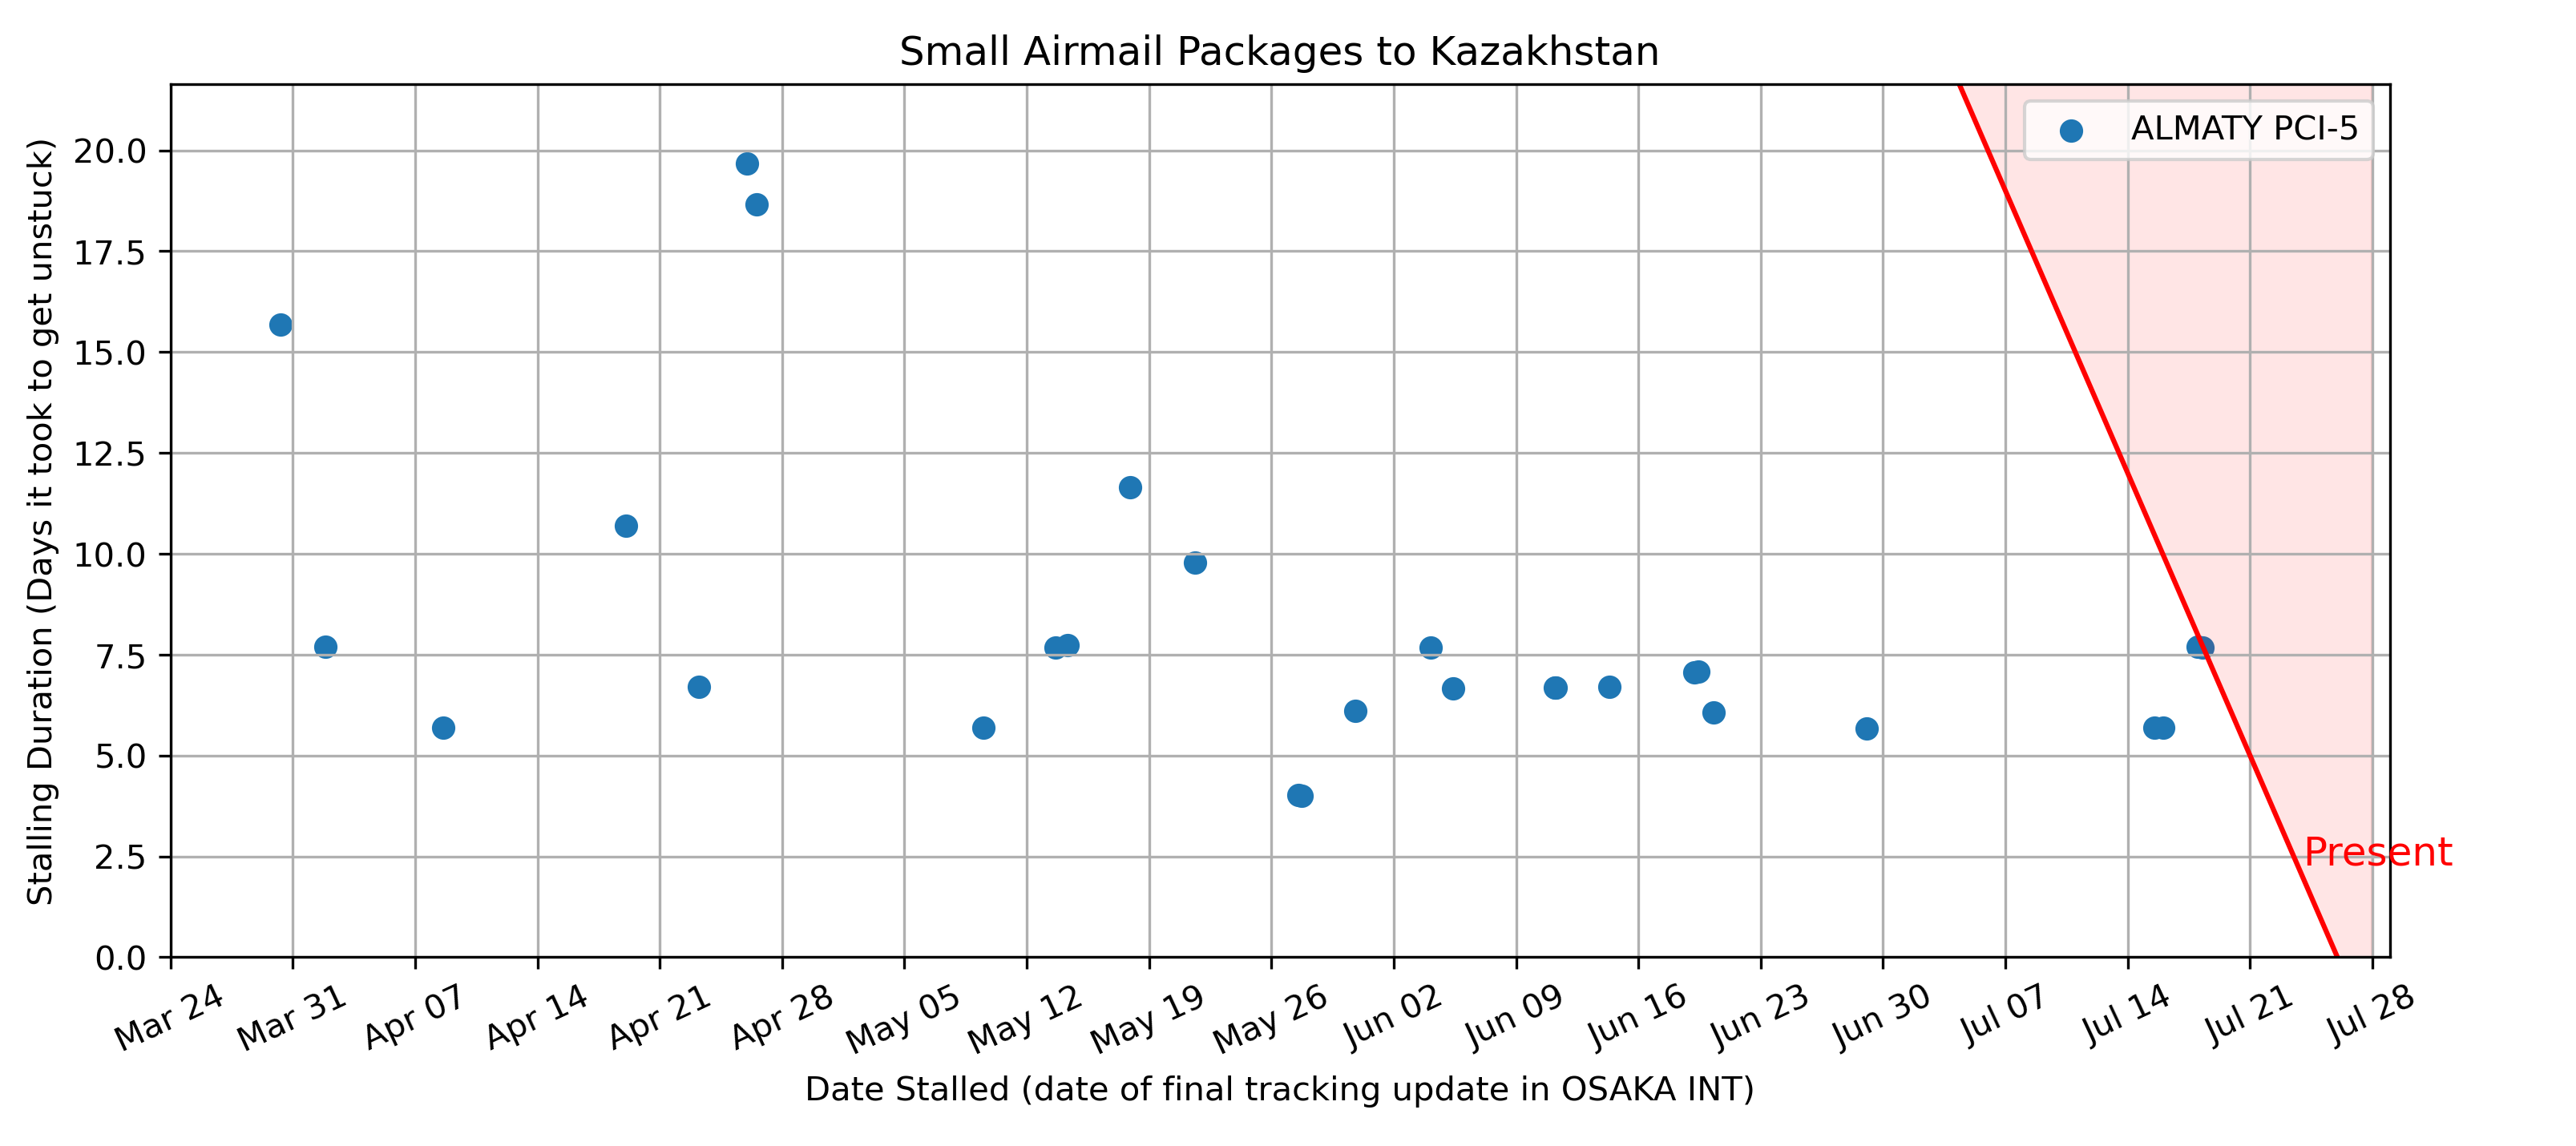 Small Airmail Packages to Kazakhstan
ALMATY PCI-5
Stalling Duration (Days it took to get unstuck)
20.0
17.5
15.0
12.5
10.0
7.5
5.0
2.5
0.0
Present
Mar 24
Mar 31
Apr 07
Apr 14
Apr 21
Apr 28
May 05
May 12
May 19
May 26
Jun 02
Jun 09
Jun 16
Jun 23
Jun 30
Jul 07
Jul 14
Jul 21
Jul 28
Date Stalled (date of final tracking update in OSAKA INT)